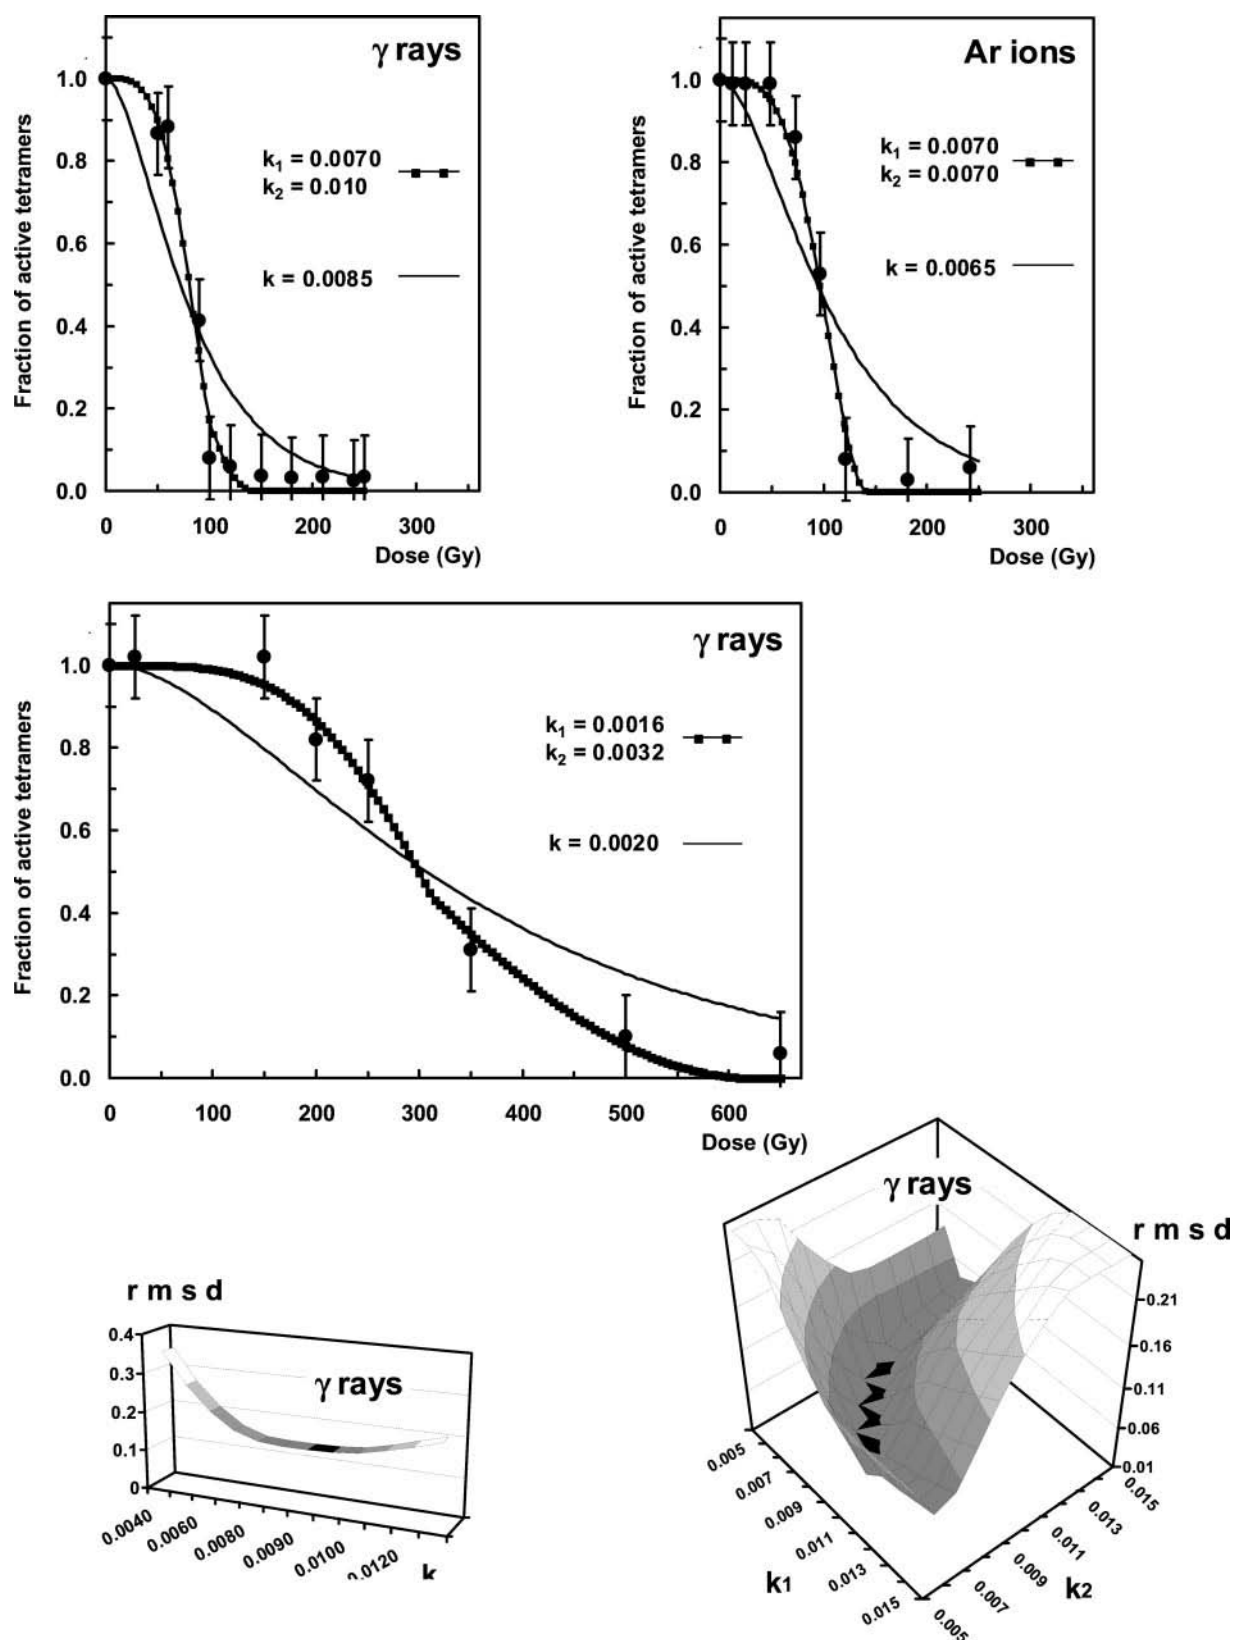 γ rays
1.0
0.8
0.6
0.4
0.2
0.0
Fraction of active tetramers
k1 = 0.0070
k2 = 0.010
k = 0.0085
0 100 200 300
Dose (Gy)
Ar ions
1.0
0.8
0.6
0.4
0.2
0.0
Fraction of active tetramers
k1 = 0.0070
k2 = 0.0070
k = 0.0065
0 100 200 300
Dose (Gy)
γ rays
1.0
0.8
0.6
0.4
0.2
0.0
Fraction of active tetramers
k1 = 0.0016
k2 = 0.0032
k = 0.0020
0 100 200 300 400 500 600
Dose (Gy)
r m s d
0.4
0.3
0.2
0.1
0
γ rays
0.0040
0.0060
0.0080
0.0090
0.0100
0.0120
k
γ rays
r m s d
0.21
0.16
0.11
0.06
0.01
0.005
0.007
0.009
0.011
0.013
0.015
k1
0.005
0.007
0.009
0.011
0.013
0.015
k2